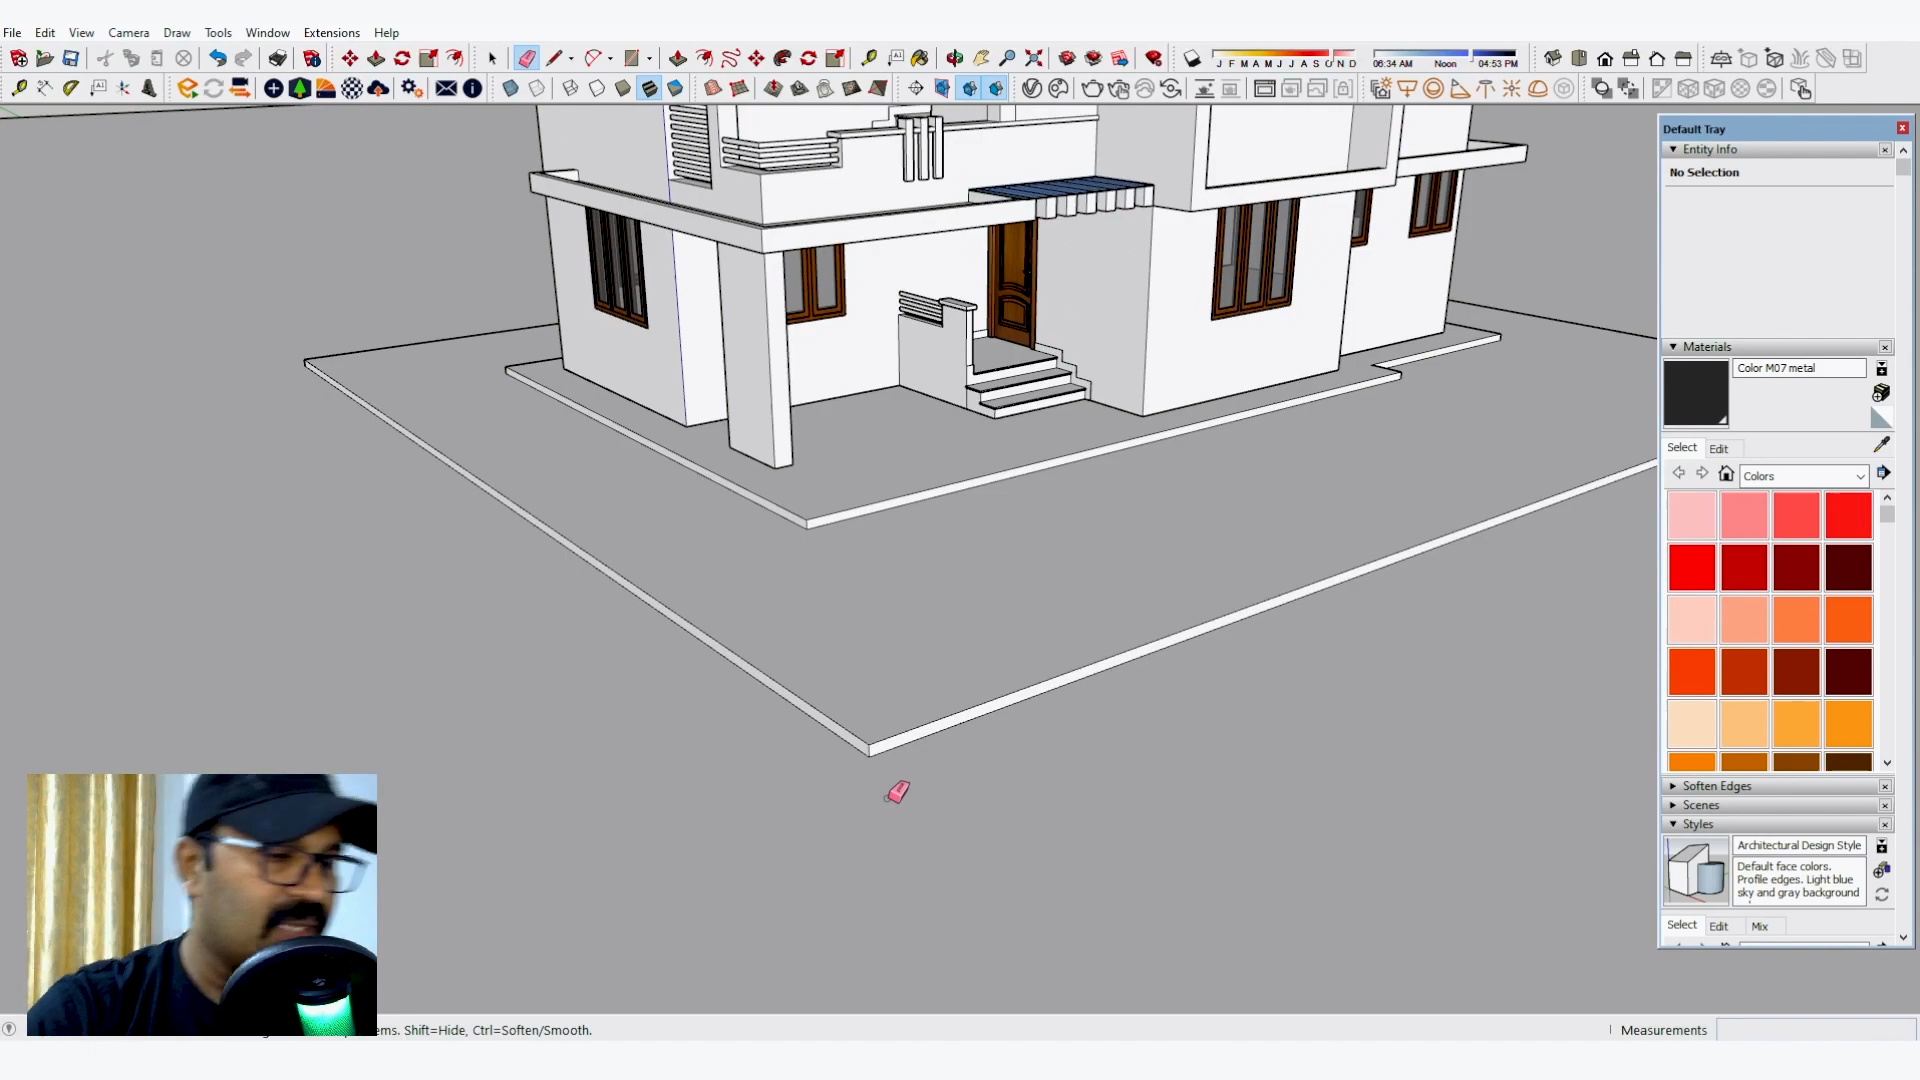 File Edit View Camera Draw Tools Window Extensions Help
J F M A M J J A S O N D 06:34 AM Noon 04:53 PM
Default Tray
Entity Info
No Selection
Materials
Color M07 metal
Select Edit
Colors
Soften Edges
Scenes
Styles
Architectural Design Style
Default face colors.
Profile edges. Light blue
sky and gray background
Select Edit Mix
ems. Shift=Hide, Ctrl=Soften/Smooth.
Measurements